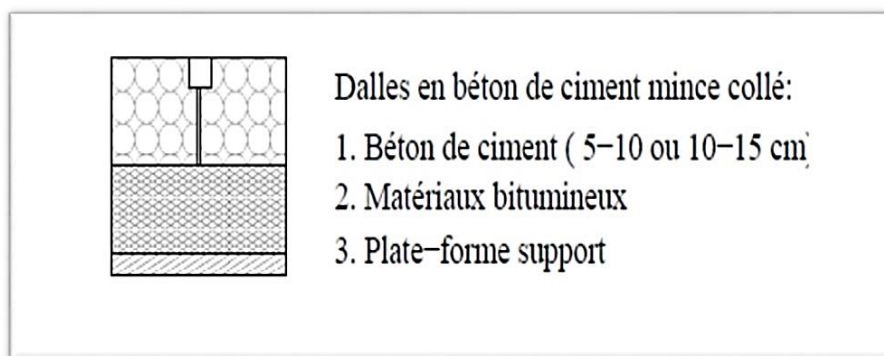 Dalles en béton de ciment mince collé:
1. Béton de ciment ( 5−10 ou 10−15 cm)
2. Matériaux bitumineux
3. Plate−forme support